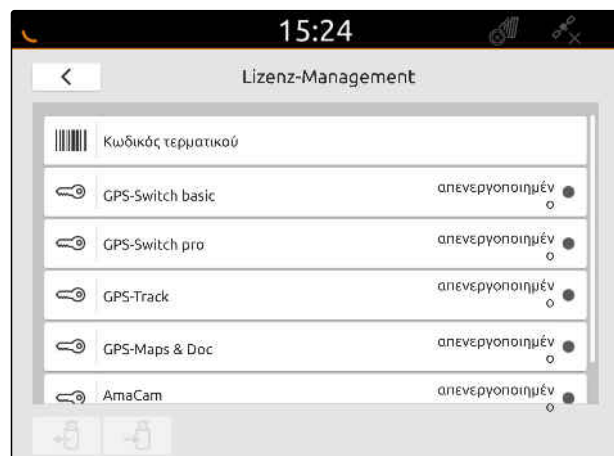 15:24
Lizenz-Management
Κωδικός τερματικού
GPS-Switch basic
απενεργοποιημέν
ο
GPS-Switch pro
απενεργοποιημέν
ο
GPS-Track
απενεργοποιημέν
ο
GPS-Maps & Doc
απενεργοποιημέν
ο
AmaCam
απενεργοποιημέν
ο